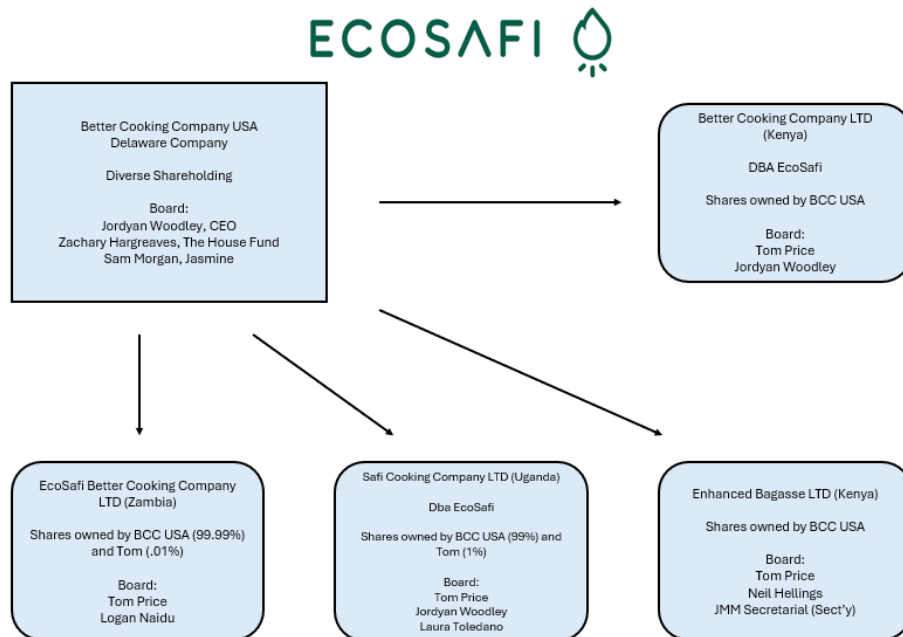 ECOSAFI
Better Cooking Company USA
Delaware Company
Diverse Shareholding
Board:
Jordyan Woodley, CEO
Zachary Hargreaves, The House Fund
Sam Morgan, Jasmine
Better Cooking Company LTD
(Kenya)
DBA EcoSafi
Shares owned by BCC USA
Board:
Tom Price
Jordyan Woodley
EcoSafi Better Cooking Company
LTD (Zambia)
Shares owned by BCC USA (99.99%)
and Tom (.01%)
Board:
Tom Price
Logan Naidu
Safi Cooking Company LTD (Uganda)
Dba EcoSafi
Shares owned by BCC USA (99%) and
Tom (1%)
Board:
Tom Price
Jordyan Woodley
Laura Toledano
Enhanced Bagasse LTD (Kenya)
Shares owned by BCC USA
Board:
Tom Price
Neil Hellings
JMM Secretarial (Sect'y)